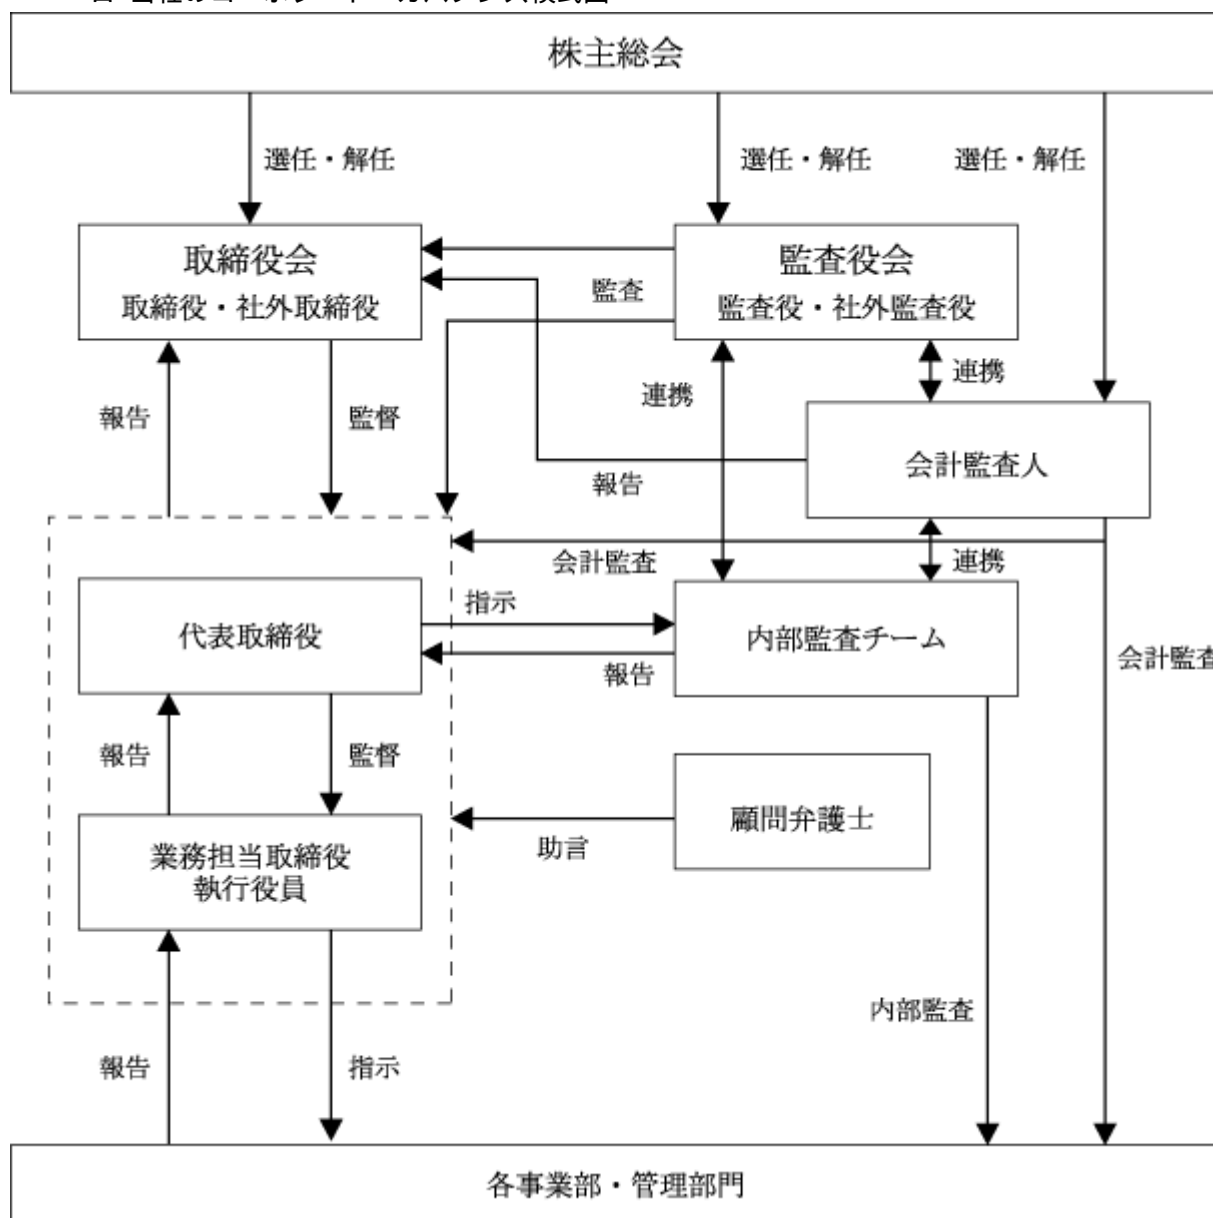 株主総会
選任・解任
選任・解任
選任・解任
取締役会
取締役・社外取締役
監査役会
監査役・社外監査役
監査
連携
連携
報告
監督
会計監査人
報告
会計監査
連携
指示
代表取締役
内部監査チーム
報告
会計監査
報告
監督
顧問弁護士
助言
業務担当取締役
執行役員
内部監査
報告
指示
各事業部・管理部門